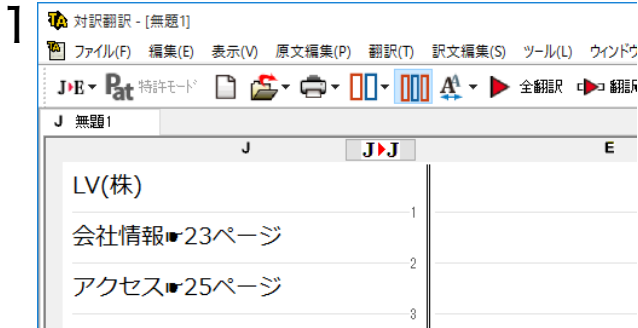 1
対訳翻訳 - [無題1]
ファイル(F) 編集(E) 表示(V) 原文編集(P) 翻訳(T) 訳文編集(S) ツール(L) ウィンドウ
J▶E Pat 特許モード A 全翻訳 翻訳
J 無題1
J J▶J E
LV(株)
1
会社情報☛23ページ
2
アクセス☛25ページ
3